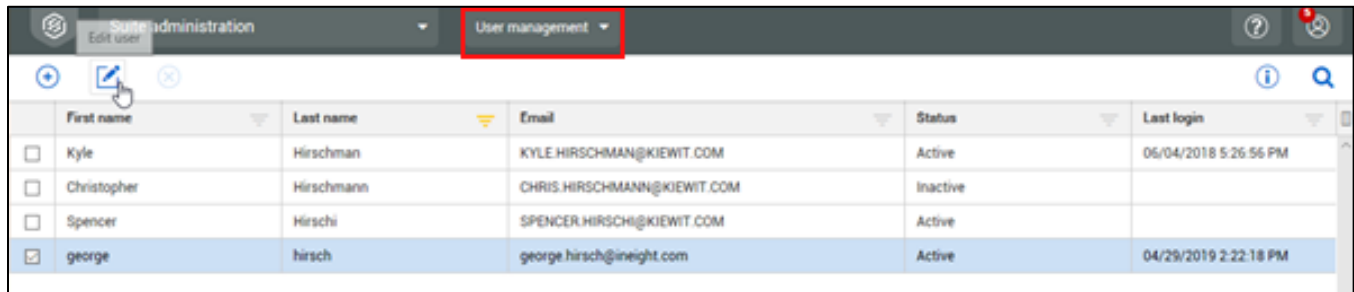 Suite administration User management 5
Edit user
First name Last name Email Status Last login
Kyle Hirschman KYLE.HIRSCHMAN@KIEWIT.COM Active 06/04/2018 5:26:56 PM
Christopher Hirschmann CHRIS.HIRSCHMANN@KIEWIT.COM Inactive
Spencer Hirschi SPENCER.HIRSCHI@KIEWIT.COM Active
george hirsch george.hirsch@ineight.com Active 04/29/2019 2:22:18 PM